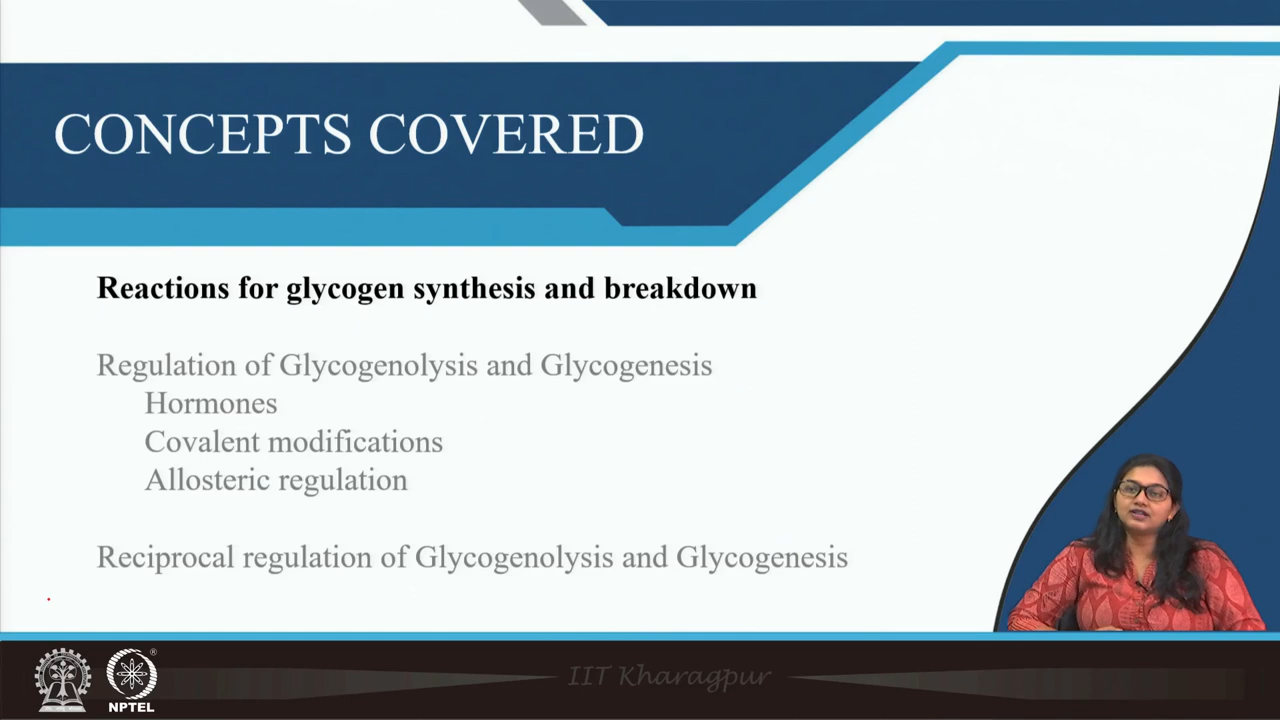 CONCEPTS COVERED
Reactions for glycogen synthesis and breakdown
Regulation of Glycogenolysis and Glycogenesis
Hormones
Covalent modifications
Allosteric regulation
Reciprocal regulation of Glycogenolysis and Glycogenesis
IIT Kharagpur
®
NPTEL